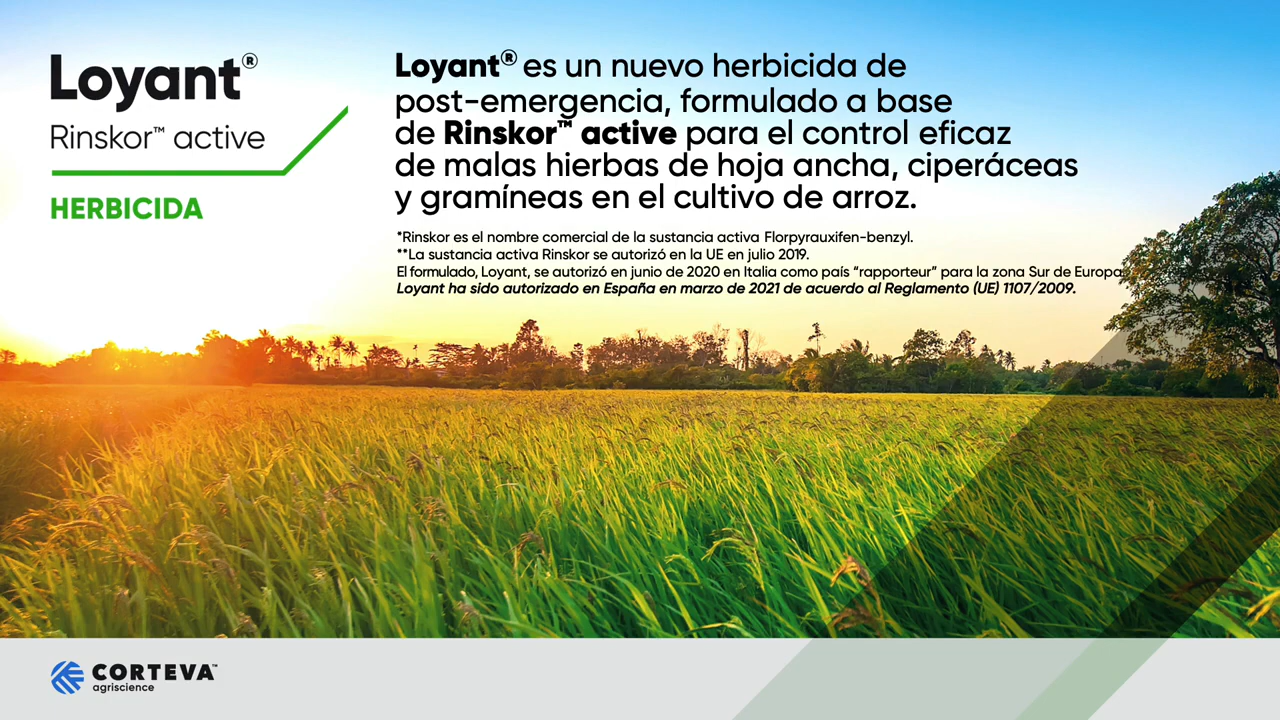 Loyant®
Rinskor™ active
HERBICIDA
Loyant® es un nuevo herbicida de
post-emergencia, formulado a base
de Rinskor™ active para el control eficaz
de malas hierbas de hoja ancha, ciperáceas
y gramíneas en el cultivo de arroz.
*Rinskor es el nombre comercial de la sustancia activa Florpyrauxifen-benzyl.
**La sustancia activa Rinskor se autorizó en la UE en julio 2019.
El formulado, Loyant, se autorizó en junio de 2020 en Italia como país “rapporteur” para la zona Sur de Europa.
Loyant ha sido autorizado en España en marzo de 2021 de acuerdo al Reglamento (UE) 1107/2009.
CORTEVA™
agriscience